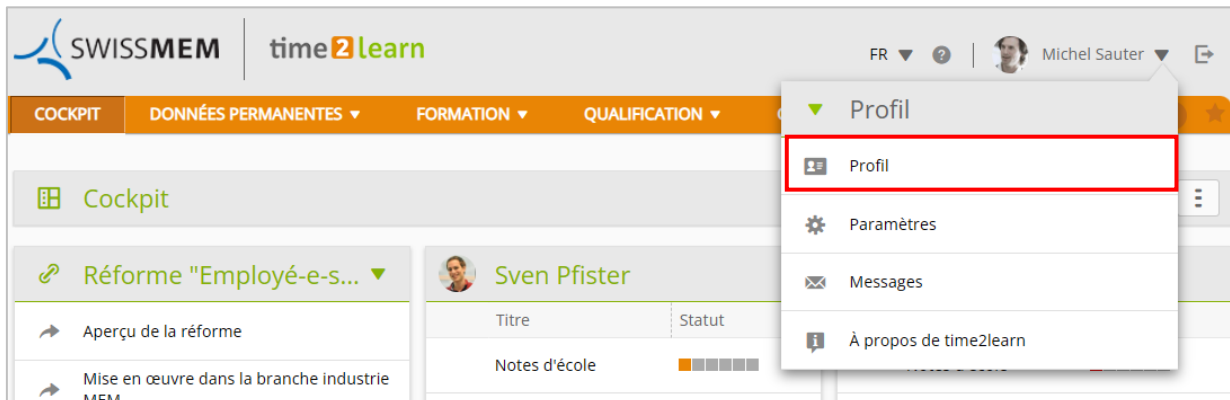 SWISSMEM
time2learn
FR
Michel Sauter
COCKPIT
DONNÉES PERMANENTES
FORMATION
QUALIFICATION
Profil
Profil
Paramètres
Messages
À propos de time2learn
Cockpit
Réforme "Employé-e-s...
Aperçu de la réforme
Mise en œuvre dans la branche industrie
MEM
Sven Pfister
Titre
Statut
Notes d'école